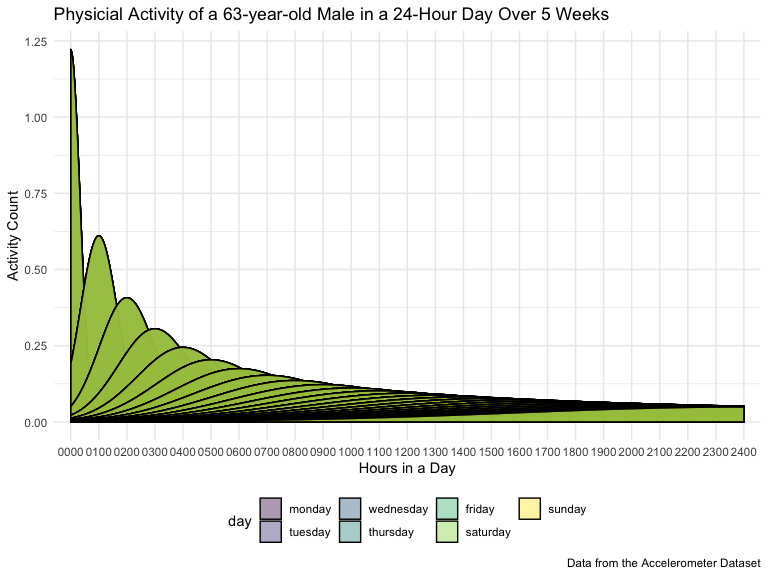 Physicial Activity of a 63-year-old Male in a 24-Hour Day Over 5 Weeks
1.25
1.00
0.75
0.50
0.25
0.00
Activity Count
0000 0100 0200 0300 0400 0500 0600 0700 0800 0900 1000 1100 1200 1300 1400 1500 1600 1700 1800 1900 2000 2100 2200 2300 2400
Hours in a Day
day
monday wednesday friday sunday
tuesday thursday saturday
Data from the Accelerometer Dataset